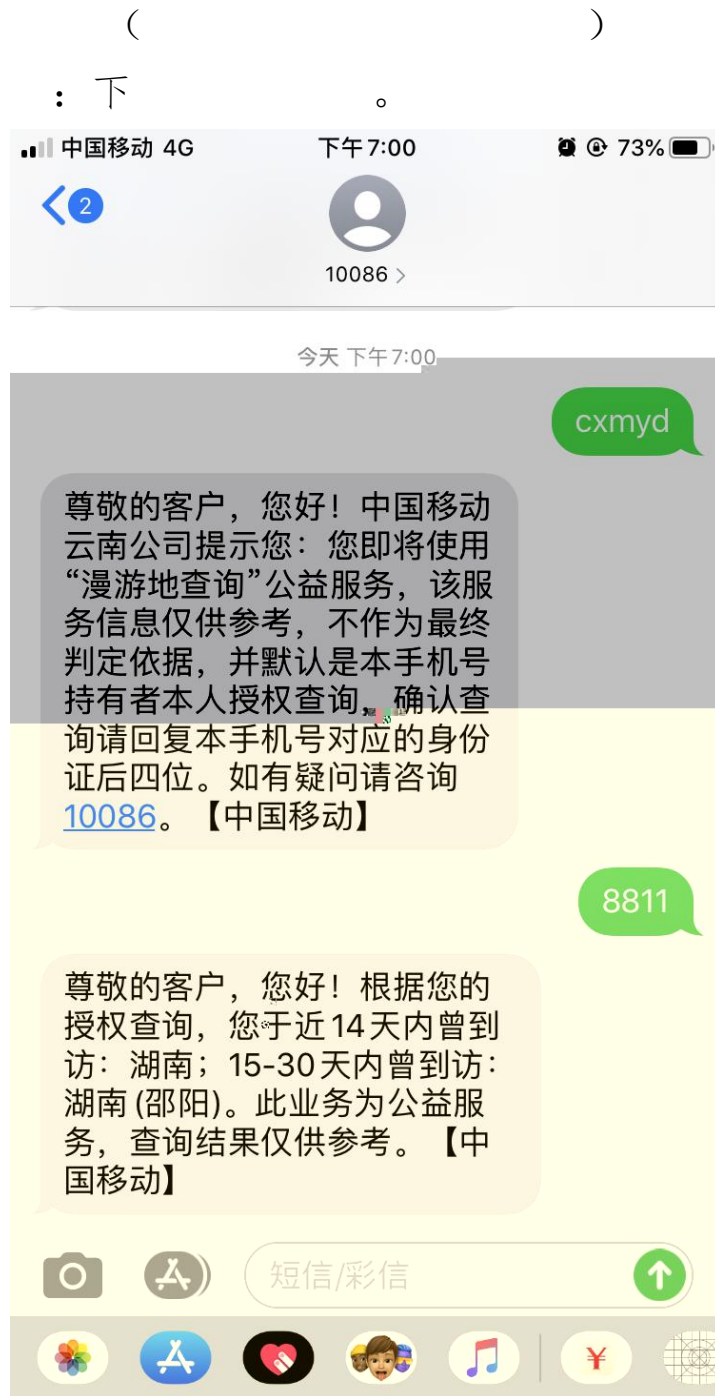 （ ）
：下 。
中国移动 4G 下午7:00 73%
2
10086
今天 下午7:00
cxmyd
尊敬的客户，您好！中国移动
云南公司提示您：您即将使用
“漫游地查询”公益服务，该服
务信息仅供参考，不作为最终
判定依据，并默认是本手机号
持有者本人授权查询，确认查
询请回复本手机号对应的身份
证后四位。如有疑问请咨询
10086。【中国移动】
8811
尊敬的客户，您好！根据您的
授权查询，您于近14天内曾到
访：湖南；15-30天内曾到访：
湖南(邵阳)。此业务为公益服
务，查询结果仅供参考。【中
国移动】
短信/彩信
¥